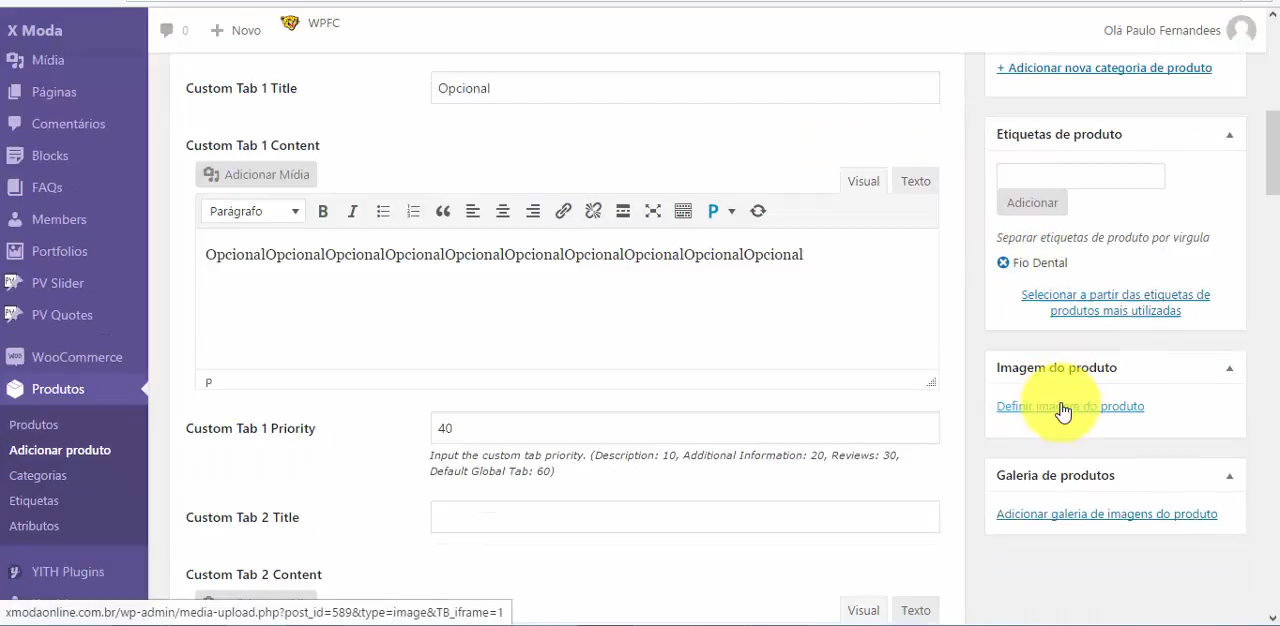 X Moda
0
Novo
WPFC
Olá Paulo Fernandees
Mídia
Páginas
Comentários
Blocks
FAQs
Members
Portfolios
PV Slider
PV Quotes
WooCommerce
Produtos
Produtos
Adicionar produto
Categorias
Etiquetas
Atributos
YITH Plugins
Custom Tab 1 Title
Opcional
Custom Tab 1 Content
Adicionar Mídia
Visual
Texto
Parágrafo
OpcionalOpcionalOpcionalOpcionalOpcionalOpcionalOpcionalOpcionalOpcionalOpcional
P
Custom Tab 1 Priority
40
Input the custom tab priority. (Description: 10, Additional Information: 20, Reviews: 30,
Default Global Tab: 60)
Custom Tab 2 Title
Custom Tab 2 Content
Visual
Texto
+ Adicionar nova categoria de produto
Etiquetas de produto
Adicionar
Separar etiquetas de produto por virgula
Fio Dental
Selecionar a partir das etiquetas de
produtos mais utilizadas
Imagem do produto
Definir imagem do produto
Galeria de produtos
Adicionar galeria de imagens do produto
xmodaonline.com.br/wp-admin/media-upload.php?post_id=589&type=image&TB_iframe=1